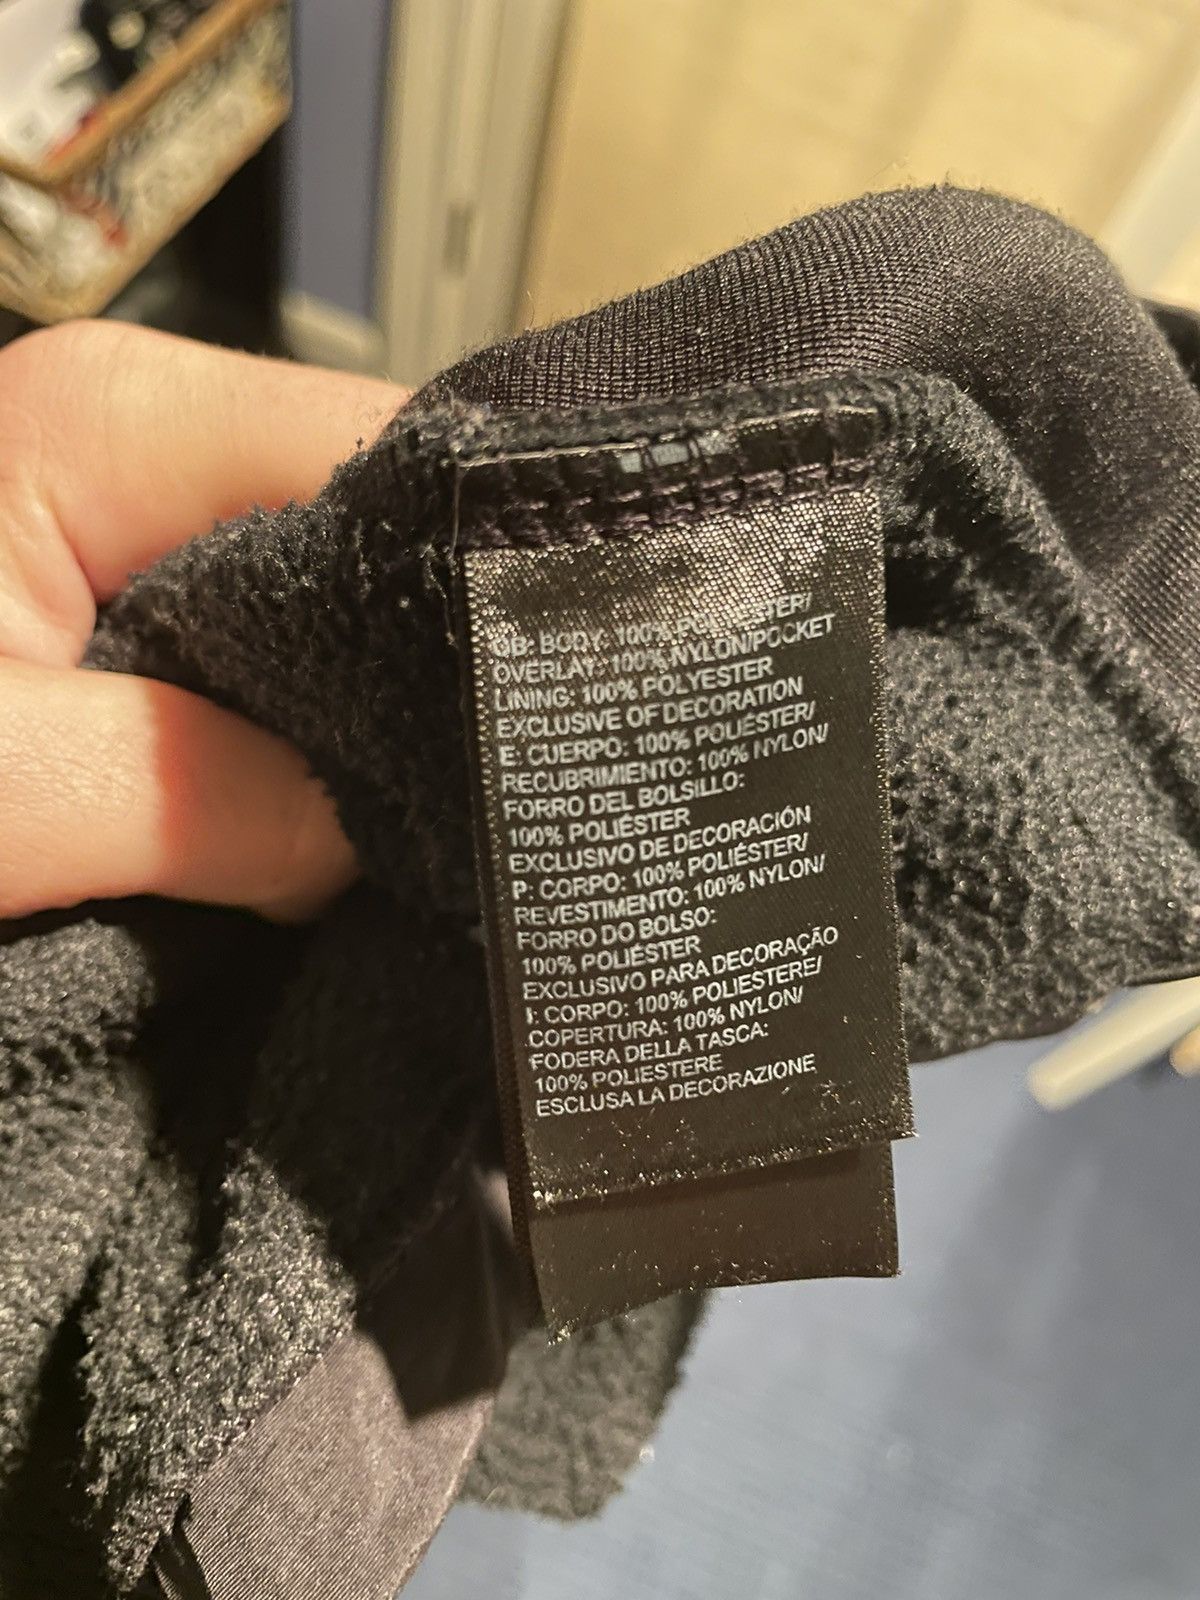 GB: BODY: 100% POLYESTER/
OVERLAY: 100% NYLON/POCKET
LINING: 100% POLYESTER
EXCLUSIVE OF DECORATION
E: CUERPO: 100% POLIÉSTER/
RECUBRIMIENTO: 100% NYLON/
FORRO DEL BOLSILLO:
100% POLIÉSTER
EXCLUSIVO DE DECORACIÓN
P: CORPO: 100% POLIÉSTER/
REVESTIMENTO: 100% NYLON/
FORRO DO BOLSO:
100% POLIÉSTER
EXCLUSIVO PARA DECORAÇÃO
I: CORPO: 100% POLIESTERE/
COPERTURA: 100% NYLON/
FODERA DELLA TASCA:
100% POLIESTERE
ESCLUSA LA DECORAZIONE